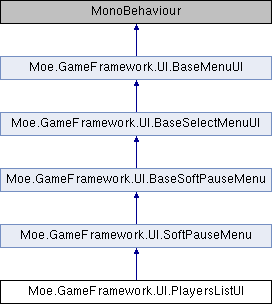 MonoBehaviour
Moe.GameFramework.UI.BaseMenuUI
Moe.GameFramework.UI.BaseSelectMenuUI
Moe.GameFramework.UI.BaseSoftPauseMenu
Moe.GameFramework.UI.SoftPauseMenu
Moe.GameFramework.UI.PlayersListUI